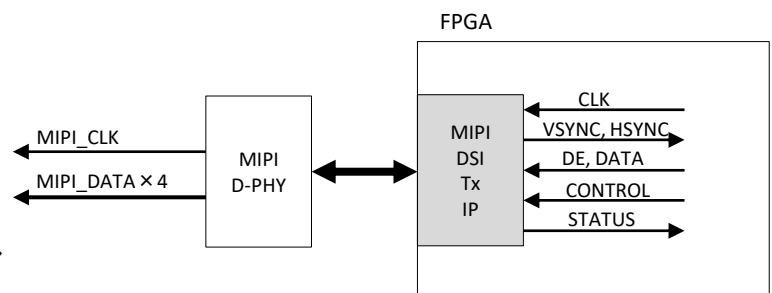 FPGA
MIPI_CLK
MIPI_DATA×4
MIPI
D-PHY
MIPI
DSI
Tx
IP
CLK
VSYNC, HSYNC
DE, DATA
CONTROL
STATUS